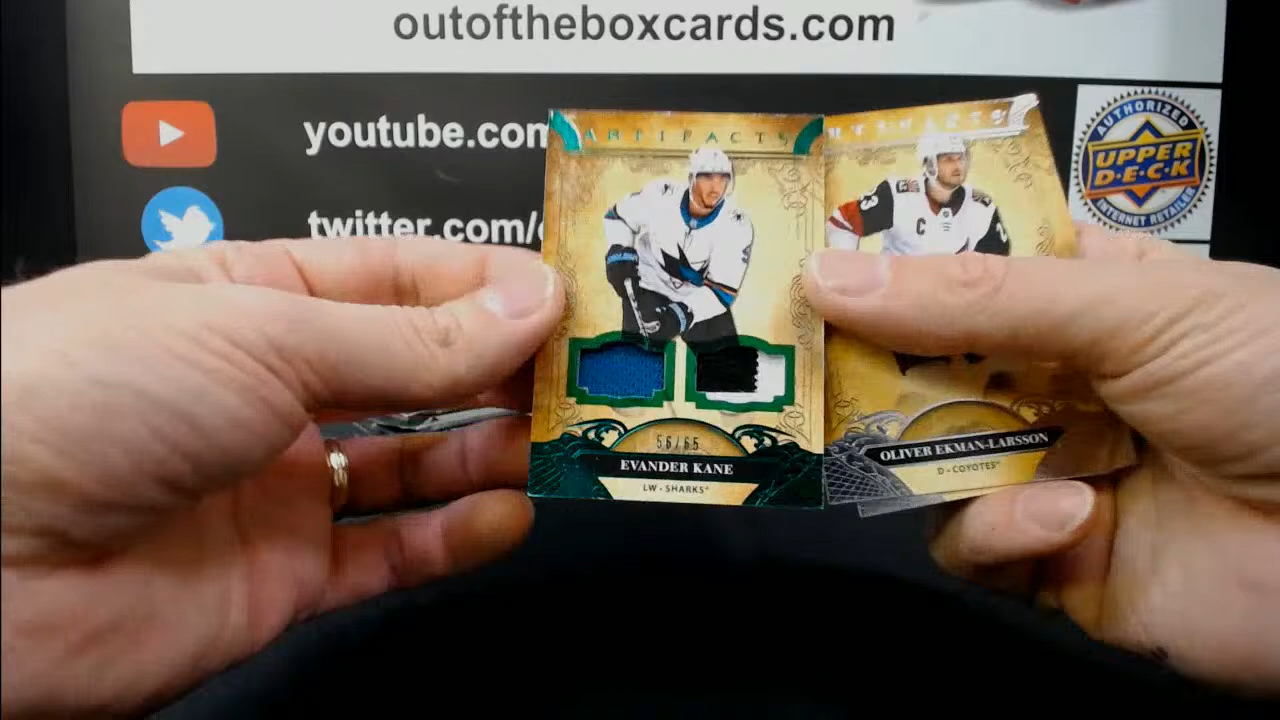 outoftheboxcards.com
youtube.com
twitter.com/
AUTHORIZED
UPPER
D.E.C.K
INTERNET RETAILER
ARTIFACTS
56/65
EVANDER KANE
LW - SHARKS
ARTIFACTS
C
OLIVER EKMAN-LARSSON
D - COYOTES